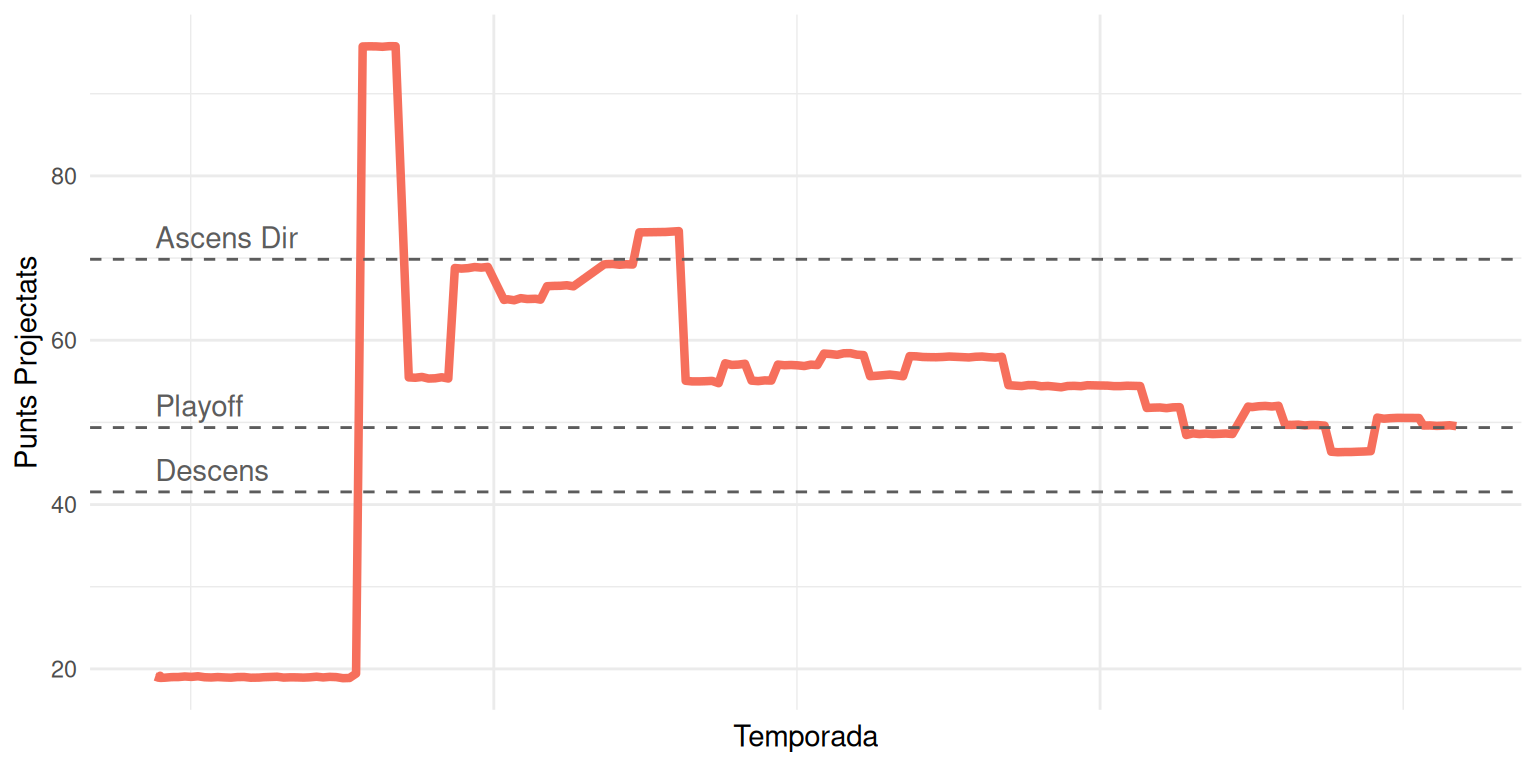 Punts Projectats
80
60
40
20
Ascens Dir
Playoff
Descens
Temporada